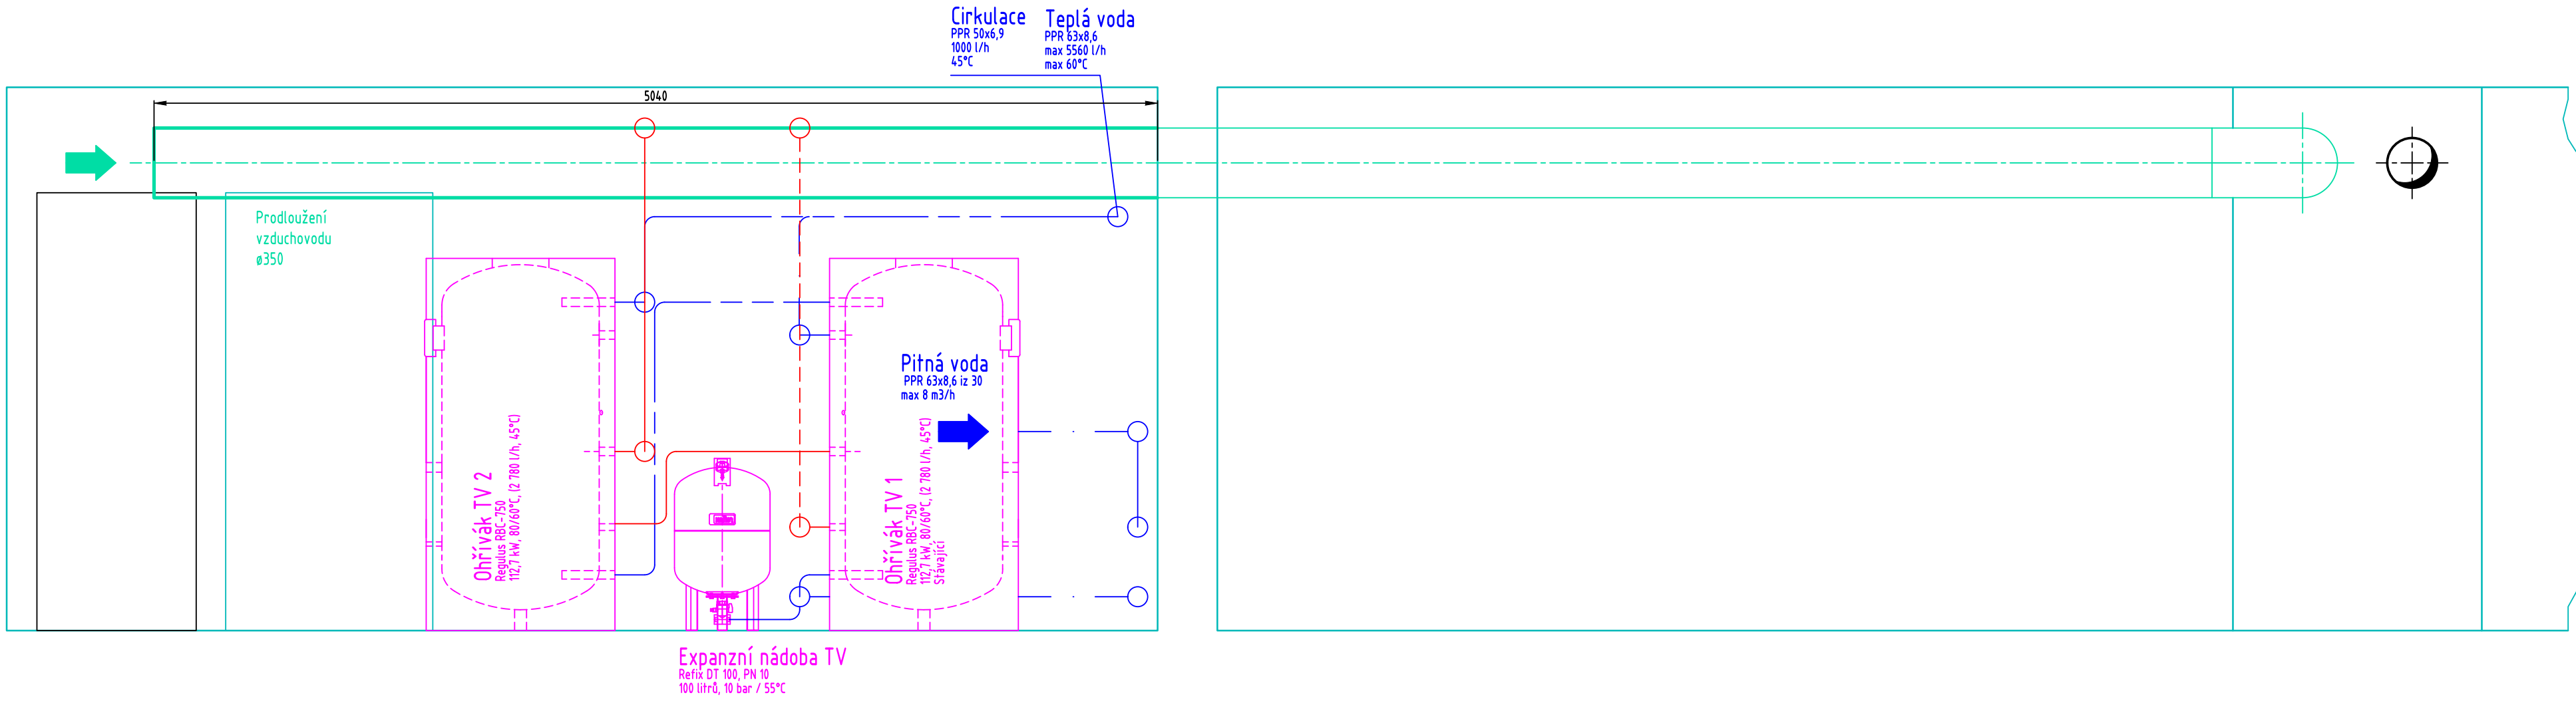 Cirkulace
PPR 50x6,9
1000 l/h
45°C
Teplá voda
PPR 63x8,6
max 5560 l/h
max 60°C
5040
Prodloužení
vzduchovodu
ø350
Pitná voda
PPR 63x8,6 iz 30
max 8 m3/h
Ohřívák TV 2
Regulus RBC-750
112,7 kW, 80/60°C, (2 780 l/h, 45°C)
Ohřívák TV 1
Regulus RBC-750
112,7 kW, 80/60°C, (2 780 l/h, 45°C)
Stávající
Expanzní nádoba TV
Refix DT 100, PN 10
100 litrů, 10 bar / 55°C